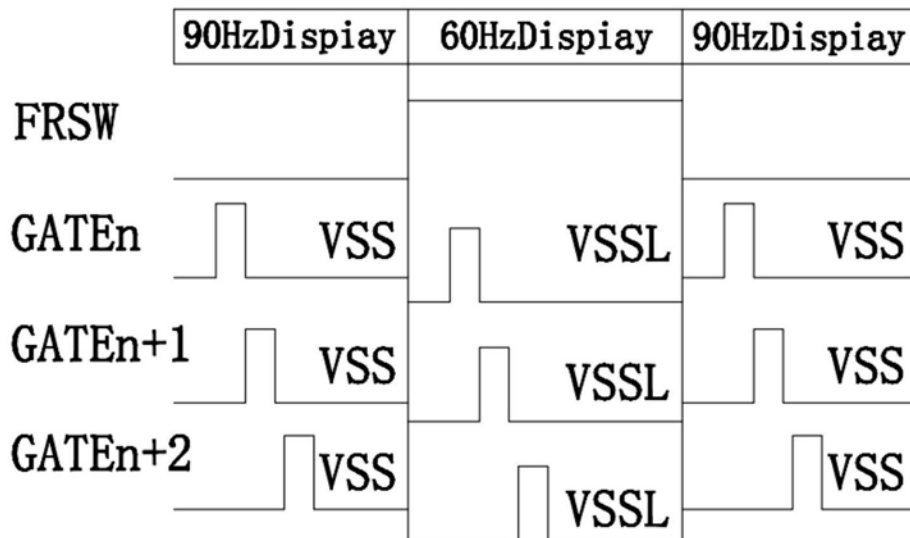 90HzDispiay 60HzDispiay 90HzDispiay
FRSW
GATEn VSS VSSL VSS
GATEn+1 VSS VSSL VSS
GATEn+2 VSS VSSL VSS